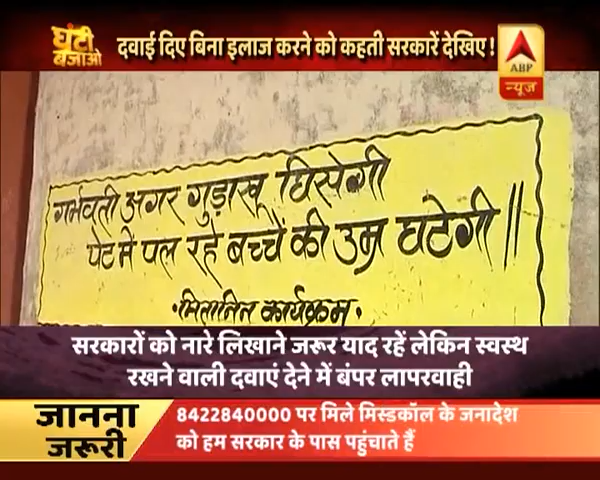 घंटी
बजाओ
दवाई दिए बिना इलाज करने को कहती सरकारें देखिए!
ABP
न्यूज़
गर्भवती अगर गुड़ाखू घिसेगी
पेट में पल रहे बच्चें की उम्र घटेगी॥
•मितानिन कार्यक्रम•
सरकारों को नारे लिखाने जरूर याद रहें लेकिन स्वस्थ
रखने वाली दवाएं देने में बंपर लापरवाही
जानना
जरूरी
8422840000 पर मिले मिस्डकॉल के जनादेश
को हम सरकार के पास पहुंचाते हैं